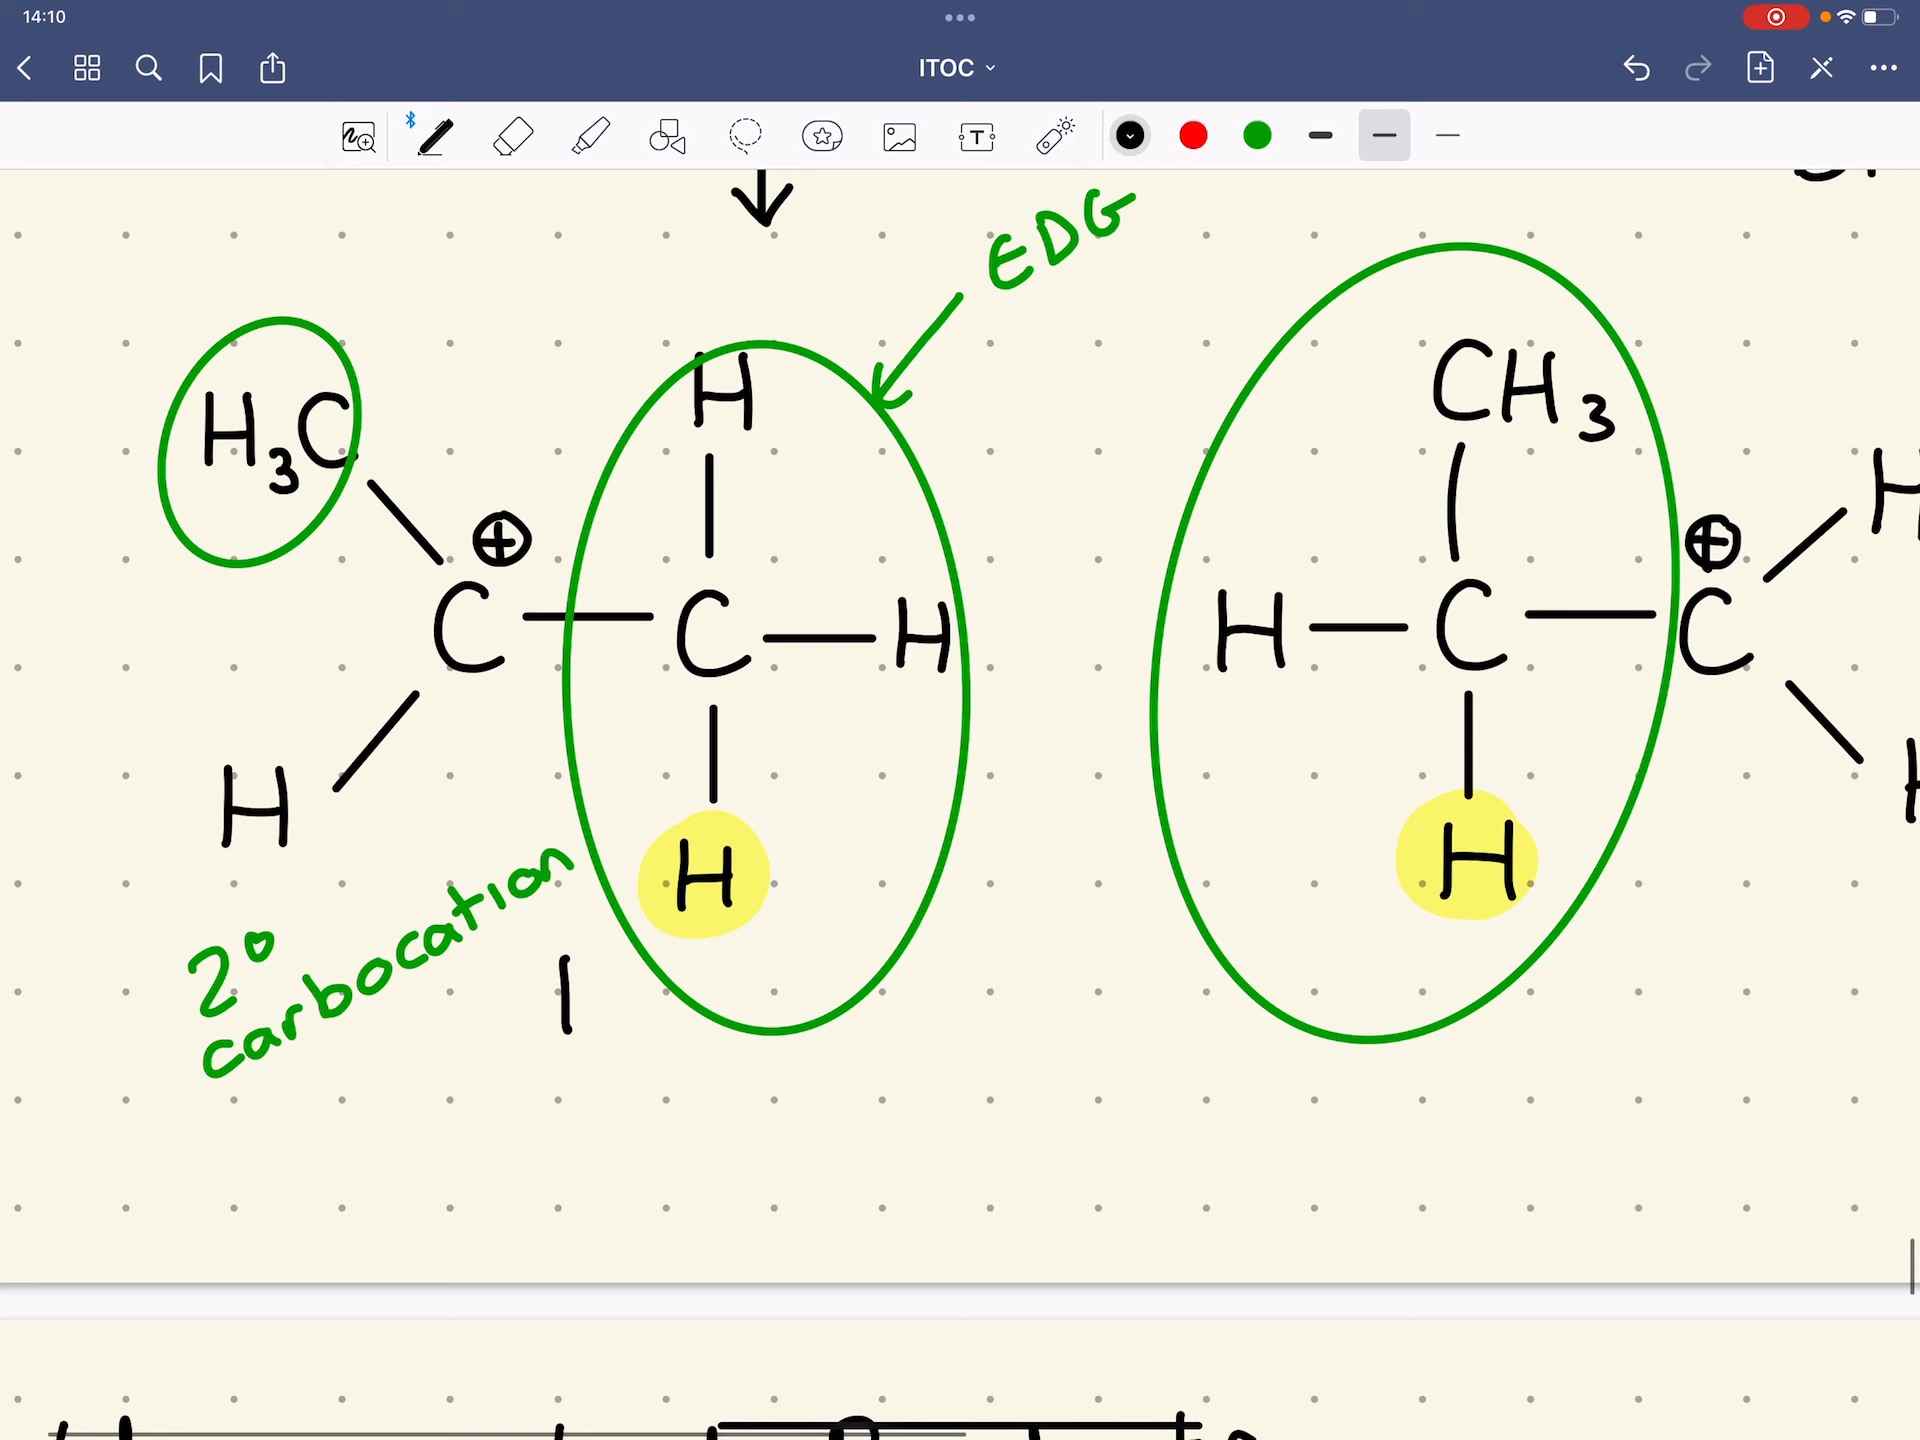 14:10
ITOC
T
EDG
H CH3
H3C H
⊕ ⊕
C — C — H H — C — C
H H H
2° carbocation